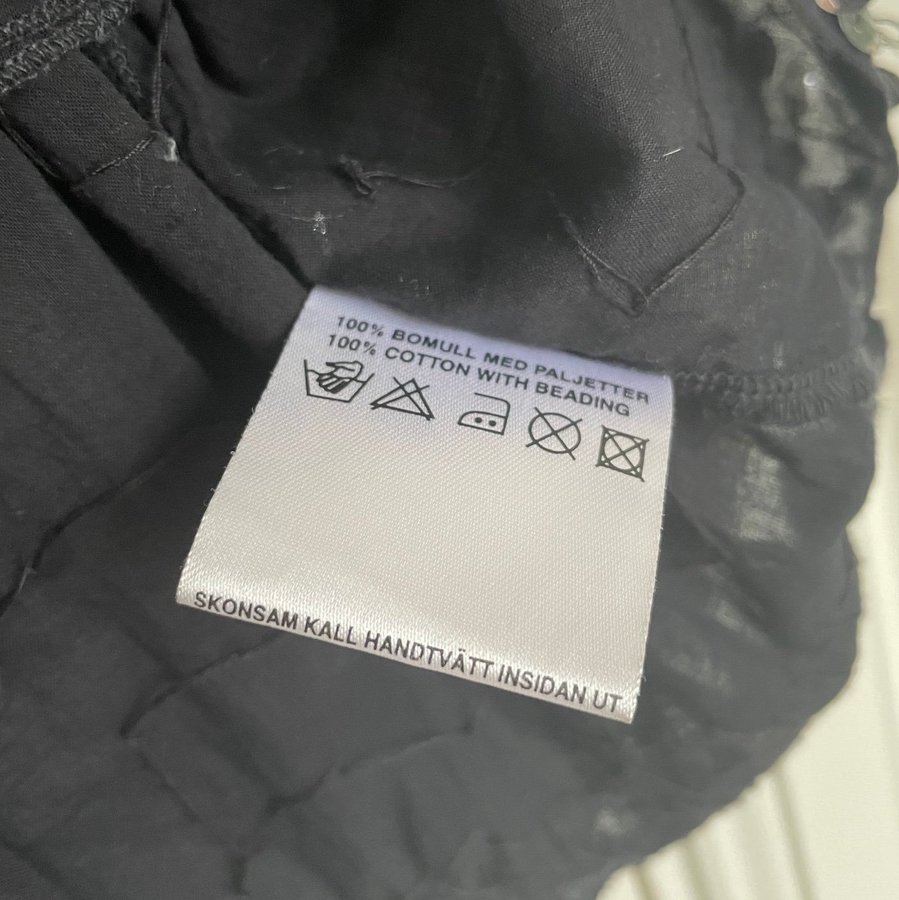 100% BOMULL MED PALJETTER
100% COTTON WITH BEADING
SKONSAM KALL HANDTVÄTT INSIDAN UT